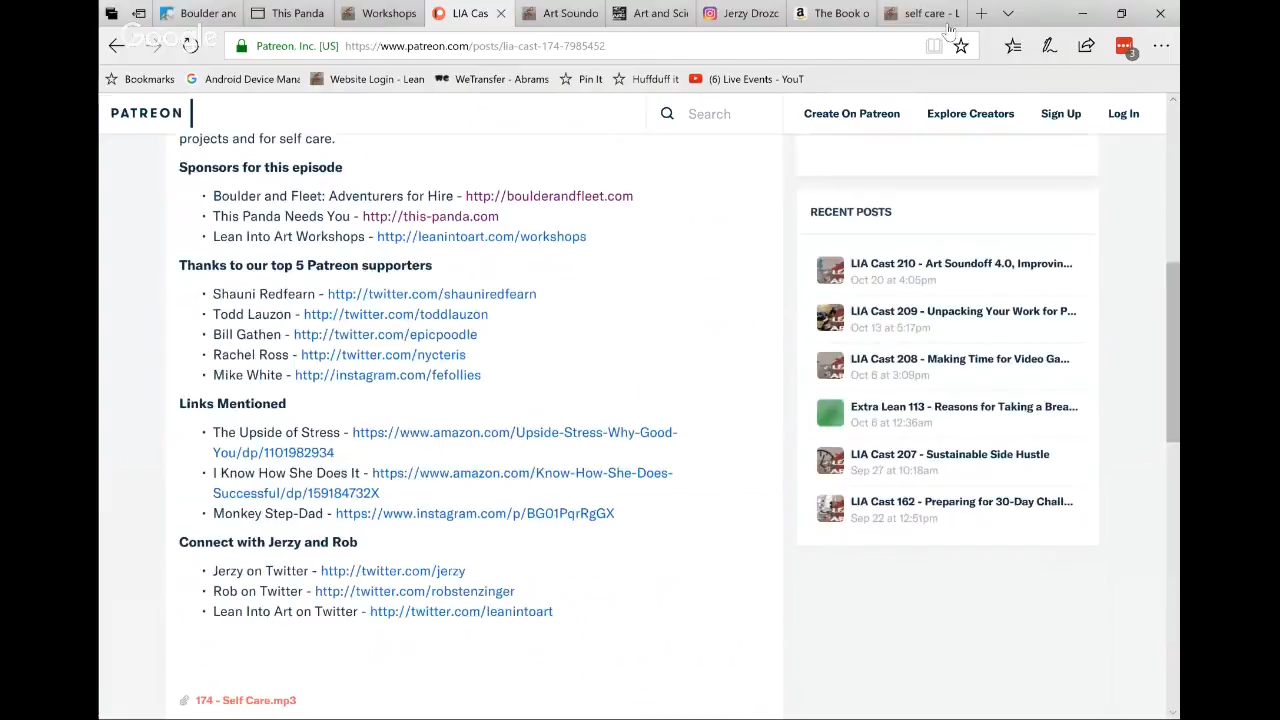 Boulder and
This Panda
Workshops
LIA Cas
Art Soundo
Art and Sci
Jerzy Drozc
The Book o
self care - L
Google
Patreon, Inc. [US] https://www.patreon.com/posts/lia-cast-174-7985452
3
Bookmarks
Android Device Mana
Website Login - Lean
WeTransfer - Abrams
Pin It
Huffduff it
(6) Live Events - YouT
PATREON
Search
Create On Patreon
Explore Creators
Sign Up
Log In
projects and for self care.
Sponsors for this episode
• Boulder and Fleet: Adventurers for Hire - http://boulderandfleet.com
• This Panda Needs You - http://this-panda.com
• Lean Into Art Workshops - http://leanintoart.com/workshops
Thanks to our top 5 Patreon supporters
• Shauni Redfearn - http://twitter.com/shauniredfearn
• Todd Lauzon - http://twitter.com/toddlauzon
• Bill Gathen - http://twitter.com/epicpoodle
• Rachel Ross - http://twitter.com/nycteris
• Mike White - http://instagram.com/fefollies
Links Mentioned
• The Upside of Stress - https://www.amazon.com/Upside-Stress-Why-Good-
You/dp/1101982934
• I Know How She Does It - https://www.amazon.com/Know-How-She-Does-
Successful/dp/159184732X
• Monkey Step-Dad - https://www.instagram.com/p/BG01PqrRgGX
Connect with Jerzy and Rob
• Jerzy on Twitter - http://twitter.com/jerzy
• Rob on Twitter - http://twitter.com/robstenzinger
• Lean Into Art on Twitter - http://twitter.com/leanintoart
174 - Self Care.mp3
RECENT POSTS
LIA Cast 210 - Art Soundoff 4.0, Improvin...
Oct 20 at 4:05pm
LIA Cast 209 - Unpacking Your Work for P...
Oct 13 at 5:17pm
LIA Cast 208 - Making Time for Video Ga...
Oct 6 at 3:09pm
Extra Lean 113 - Reasons for Taking a Brea...
Oct 6 at 12:36am
LIA Cast 207 - Sustainable Side Hustle
Sep 27 at 10:18am
LIA Cast 162 - Preparing for 30-Day Chall...
Sep 22 at 12:51pm